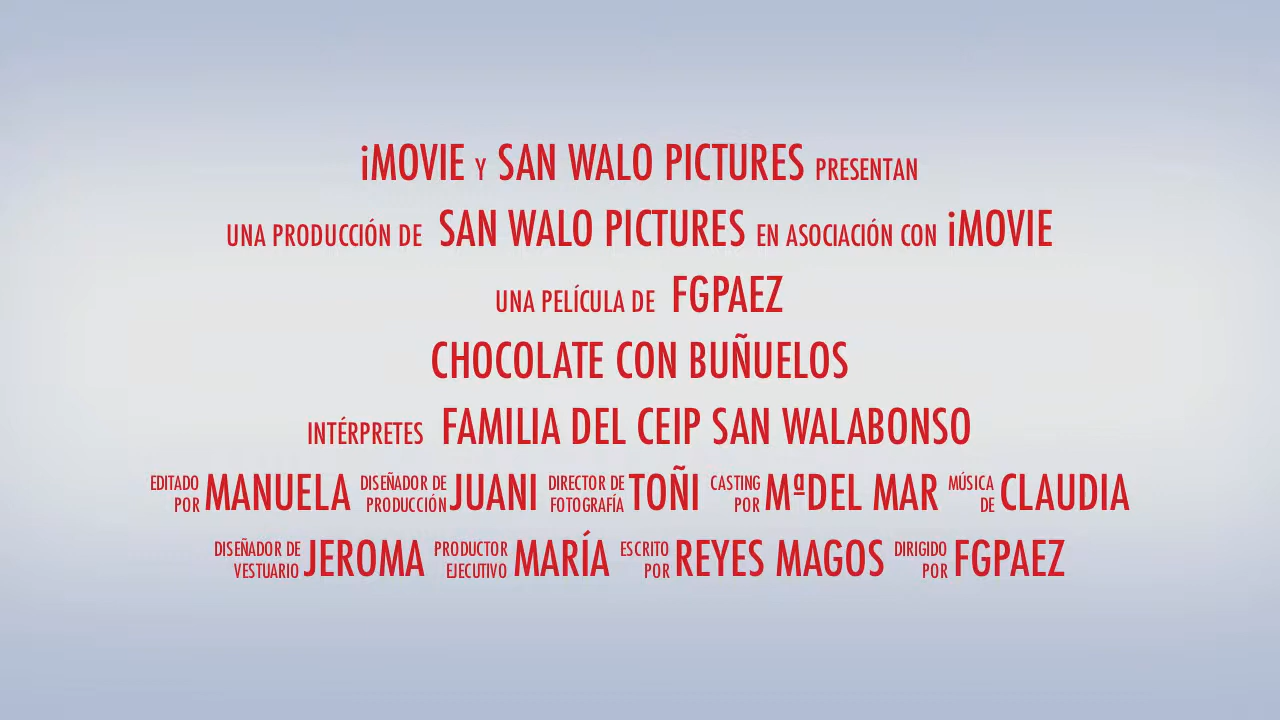 iMOVIE Y SAN WALO PICTURES PRESENTAN
UNA PRODUCCIÓN DE SAN WALO PICTURES EN ASOCIACIÓN CON iMOVIE
UNA PELÍCULA DE FGPAEZ
CHOCOLATE CON BUÑUELOS
INTÉRPRETES FAMILIA DEL CEIP SAN WALABONSO
EDITADO POR MANUELA DISEÑADOR DE PRODUCCIÓN JUANI DIRECTOR DE FOTOGRAFÍA TOÑI CASTING POR MªDEL MAR MÚSICA DE CLAUDIA
DISEÑADOR DE VESTUARIO JEROMA PRODUCTOR EJECUTIVO MARÍA ESCRITO POR REYES MAGOS DIRIGIDO POR FGPAEZ